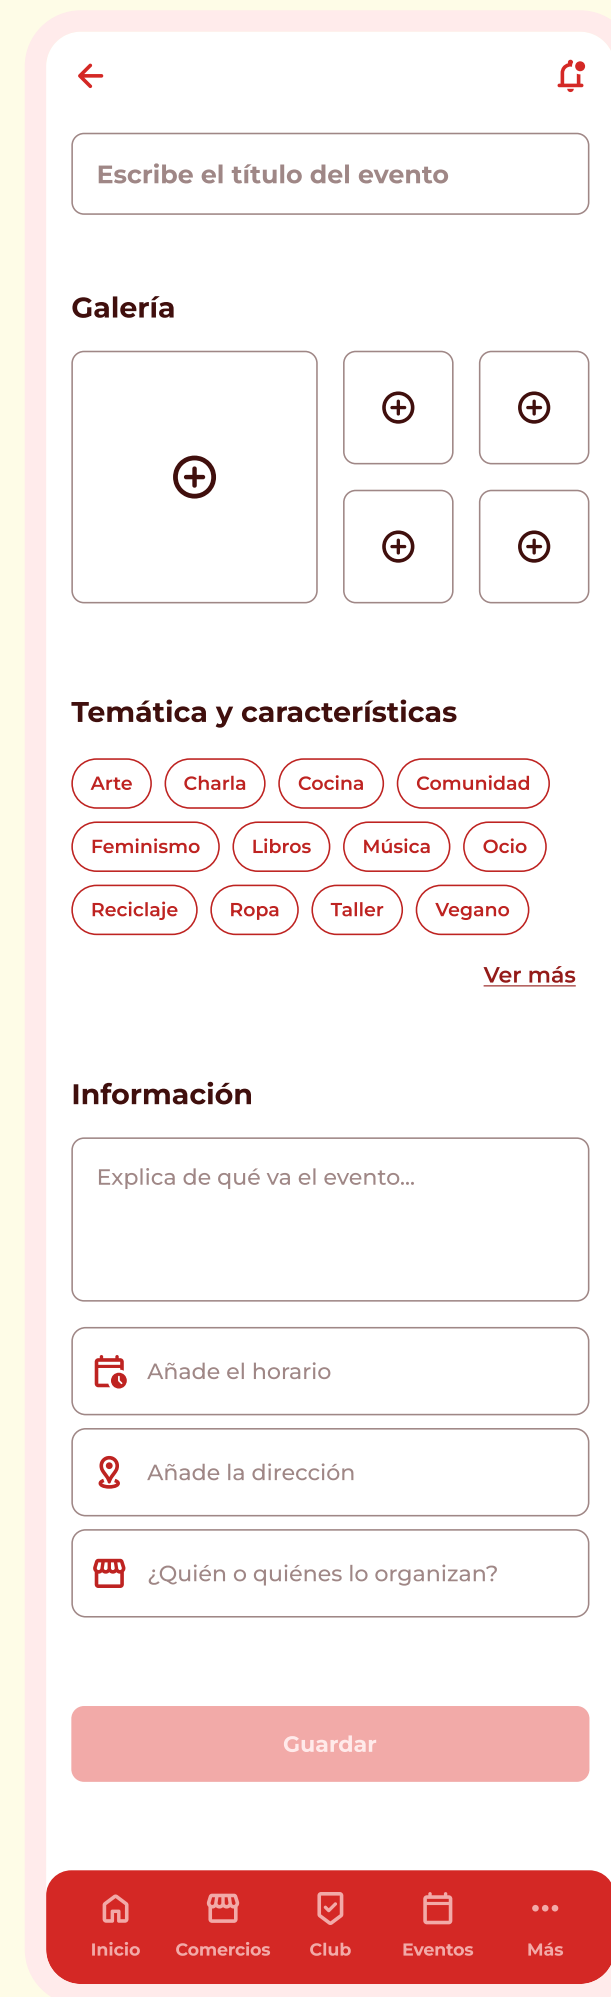 Escribe el título del evento
Galería
Temática y características
Arte Charla Cocina Comunidad
Feminismo Libros Música Ocio
Reciclaje Ropa Taller Vegano
Ver más
Información
Explica de qué va el evento...
Añade el horario
Añade la dirección
¿Quién o quiénes lo organizan?
Guardar
Inicio Comercios Club Eventos Más